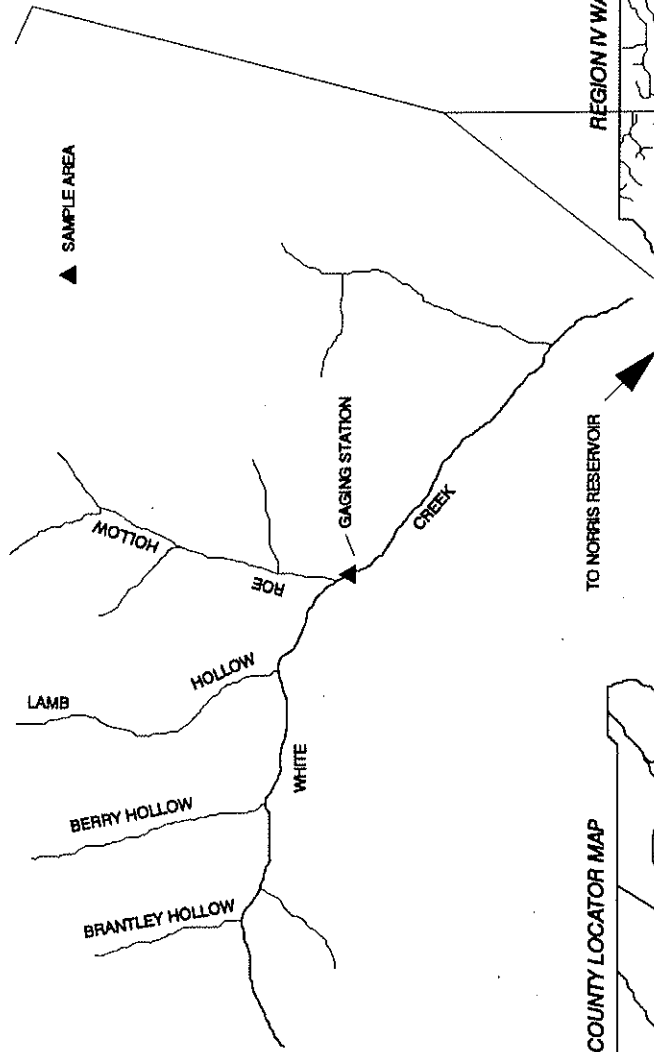 SAMPLE AREA
HOLLOW
ROE
GAGING STATION
LAMB
HOLLOW
BERRY HOLLOW
WHITE
BRANTLEY HOLLOW
CREEK
TO NORRIS RESERVOIR
COUNTY LOCATOR MAP
REGION IV WA